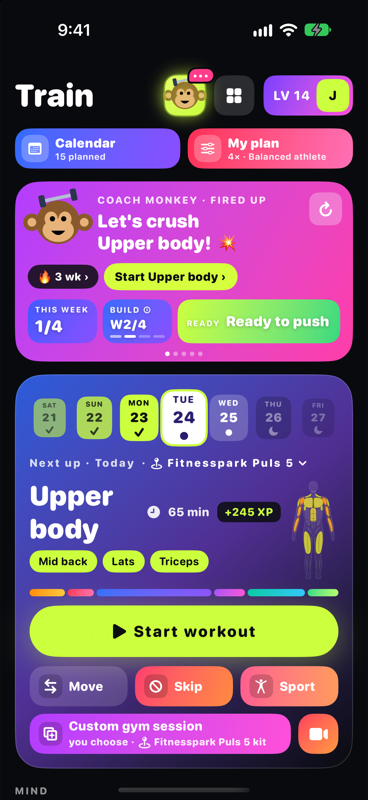 9:41
Train
LV 14 J
Calendar
15 planned
My plan
4× · Balanced athlete
COACH MONKEY · FIRED UP
Let's crush
Upper body! 💥
🔥 3 wk ›
Start Upper body ›
THIS WEEK
1/4
BUILD
W2/4
READY Ready to push
SAT
21
SUN
22
MON
23
TUE
24
WED
25
THU
26
FRI
27
Next up · Today · Fitnesspark Puls 5
Upper
body
65 min
+245 XP
Mid back
Lats
Triceps
Start workout
Move
Skip
Sport
Custom gym session
you choose · Fitnesspark Puls 5 kit
MIND